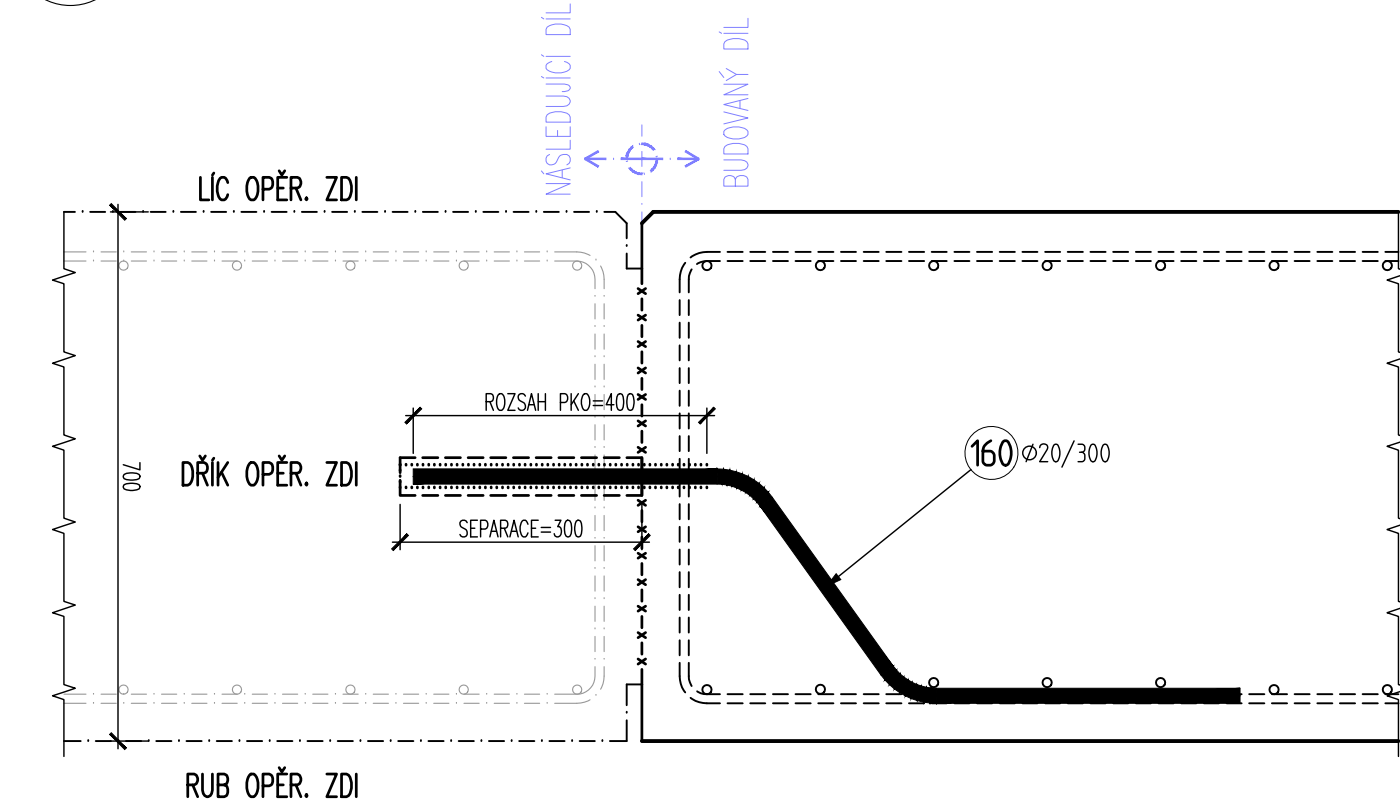 NÁSLEDUJÍCÍ DÍL
BUDOVANÝ DÍL
LÍC OPĚR. ZDI
ROZSAH PKO=400
160 Ø20/300
DŘÍK OPĚR. ZDI
700
SEPARACE=300
RUB OPĚR. ZDI